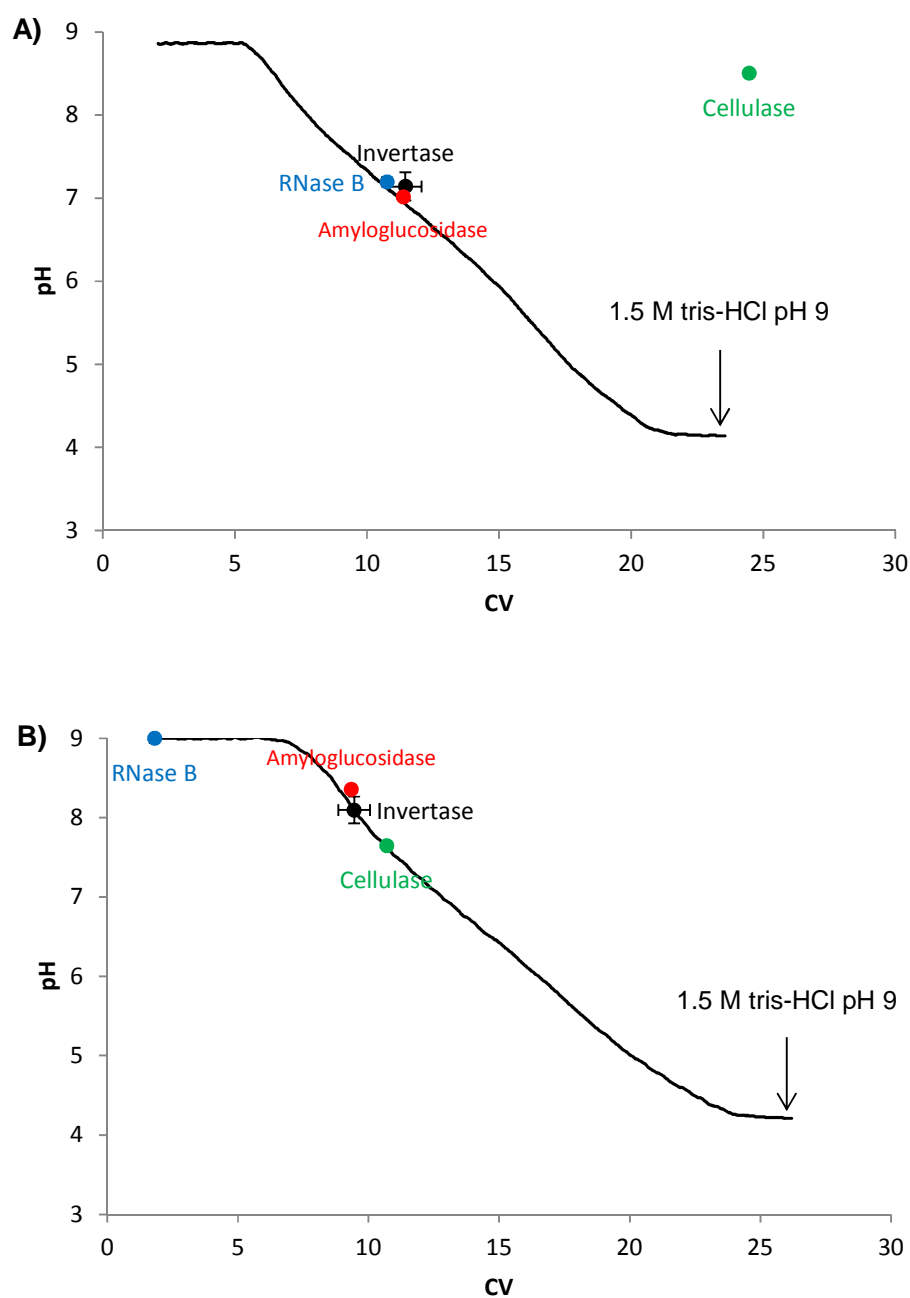 A)
9
8
7
6
5
4
3
pH
Cellulase
Invertase
RNase B
Amyloglucosidase
1.5 M tris-HCl pH 9
0 5 10 15 20 25 30
CV
B)
9
8
7
6
5
4
3
pH
RNase B
Amyloglucosidase
Invertase
Cellulase
1.5 M tris-HCl pH 9
0 5 10 15 20 25 30
CV